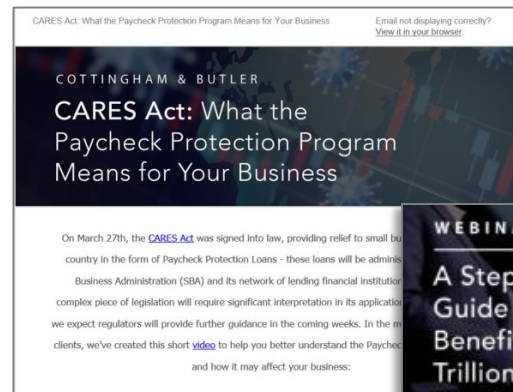 CARES Act: What the Paycheck Protection Program Means for Your Business
Email not displaying correctly?
View it in your browser.
COTTINGHAM & BUTLER
CARES Act: What the
Paycheck Protection Program
Means for Your Business
On March 27th, the CARES Act was signed into law, providing relief to small bu
country in the form of Paycheck Protection Loans - these loans will be adminis
Business Administration (SBA) and its network of lending financial institution
complex piece of legislation will require significant interpretation in its application
we expect regulators will provide further guidance in the coming weeks. In the m
clients, we've created this short video to help you better understand the Paychec
and how it may affect your business:
WEBINA
A Step
Guide
Benefi
Trillion